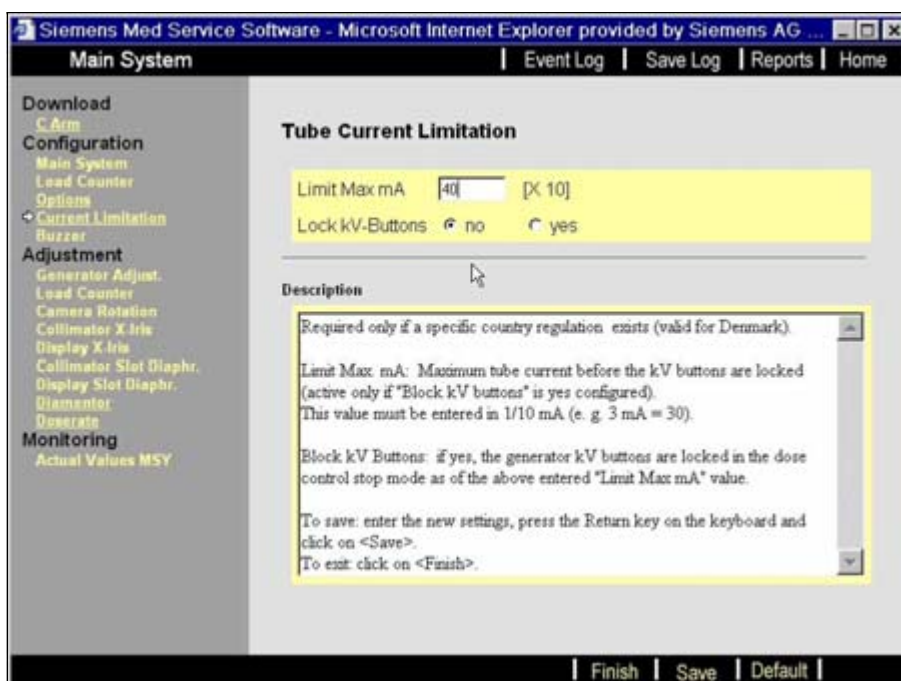 Siemens Med Service Software - Microsoft Internet Explorer provided by Siemens AG ...
Main System | Event Log | Save Log | Reports | Home
Download
C Arm
Configuration
Main System
Load Counter
Options
Current Limitation
Buzzer
Adjustment
Generator Adjust.
Load Counter
Camera Rotation
Collimator X Iris
Display X-Iris
Collimator Slot Diaphr.
Display Slot Diaphr.
Diamentor
Doserate
Monitoring
Actual Values MSY
Tube Current Limitation
Limit Max mA 40 [X 10]
Lock kV-Buttons no yes
Description
Required only if a specific country regulation exists (valid for Denmark).
Limit Max. mA: Maximum tube current before the kV buttons are locked
(active only if "Block kV buttons" is yes configured).
This value must be entered in 1/10 mA (e. g. 3 mA = 30).
Block kV Buttons: if yes, the generator kV buttons are locked in the dose
control stop mode as of the above entered "Limit Max mA" value.
To save: enter the new settings, press the Return key on the keyboard and
click on <Save>.
To exit: click on <Finish>.
| Finish | Save | Default |